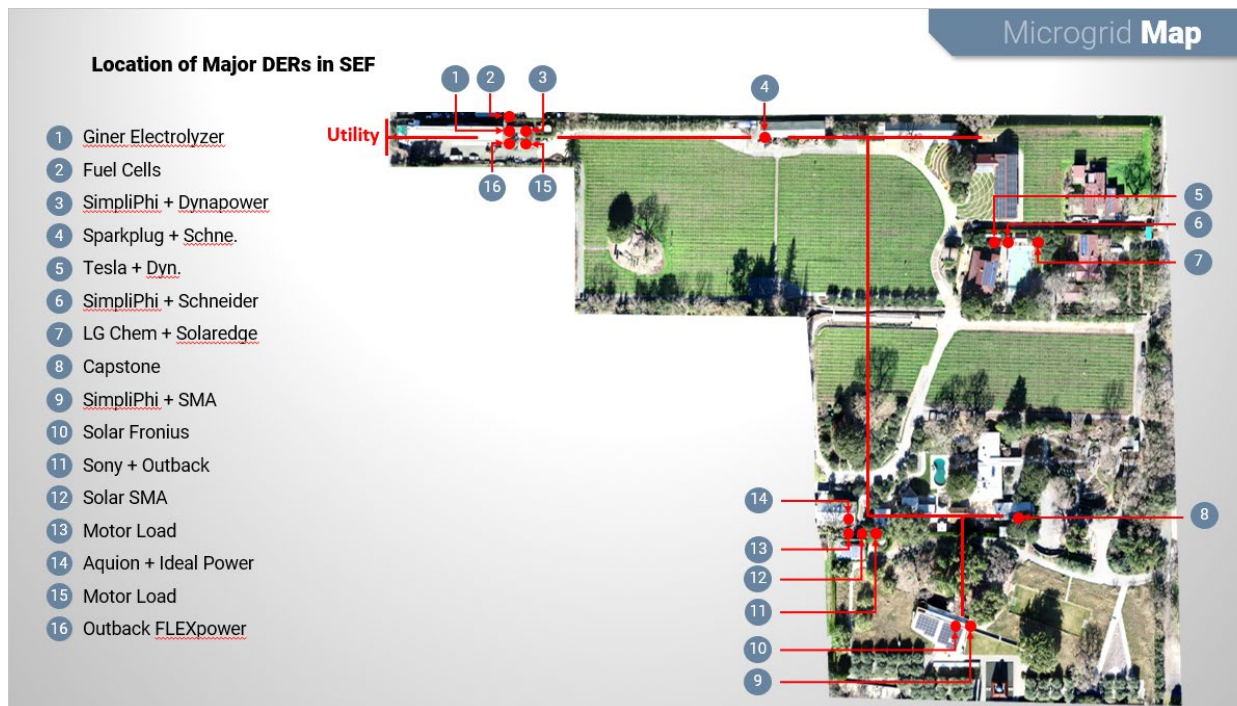 Microgrid Map
Location of Major DERs in SEF
1 Giner Electrolyzer
2 Fuel Cells
3 SimpliPhi + Dynapower
4 Sparkplug + Schne.
5 Tesla + Dyn.
6 SimpliPhi + Schneider
7 LG Chem + Solaredge
8 Capstone
9 SimpliPhi + SMA
10 Solar Fronius
11 Sony + Outback
12 Solar SMA
13 Motor Load
14 Aquion + Ideal Power
15 Motor Load
16 Outback FLEXpower
1
2
3
4
Utility
16
15
5
6
7
14
8
13
12
11
10
9